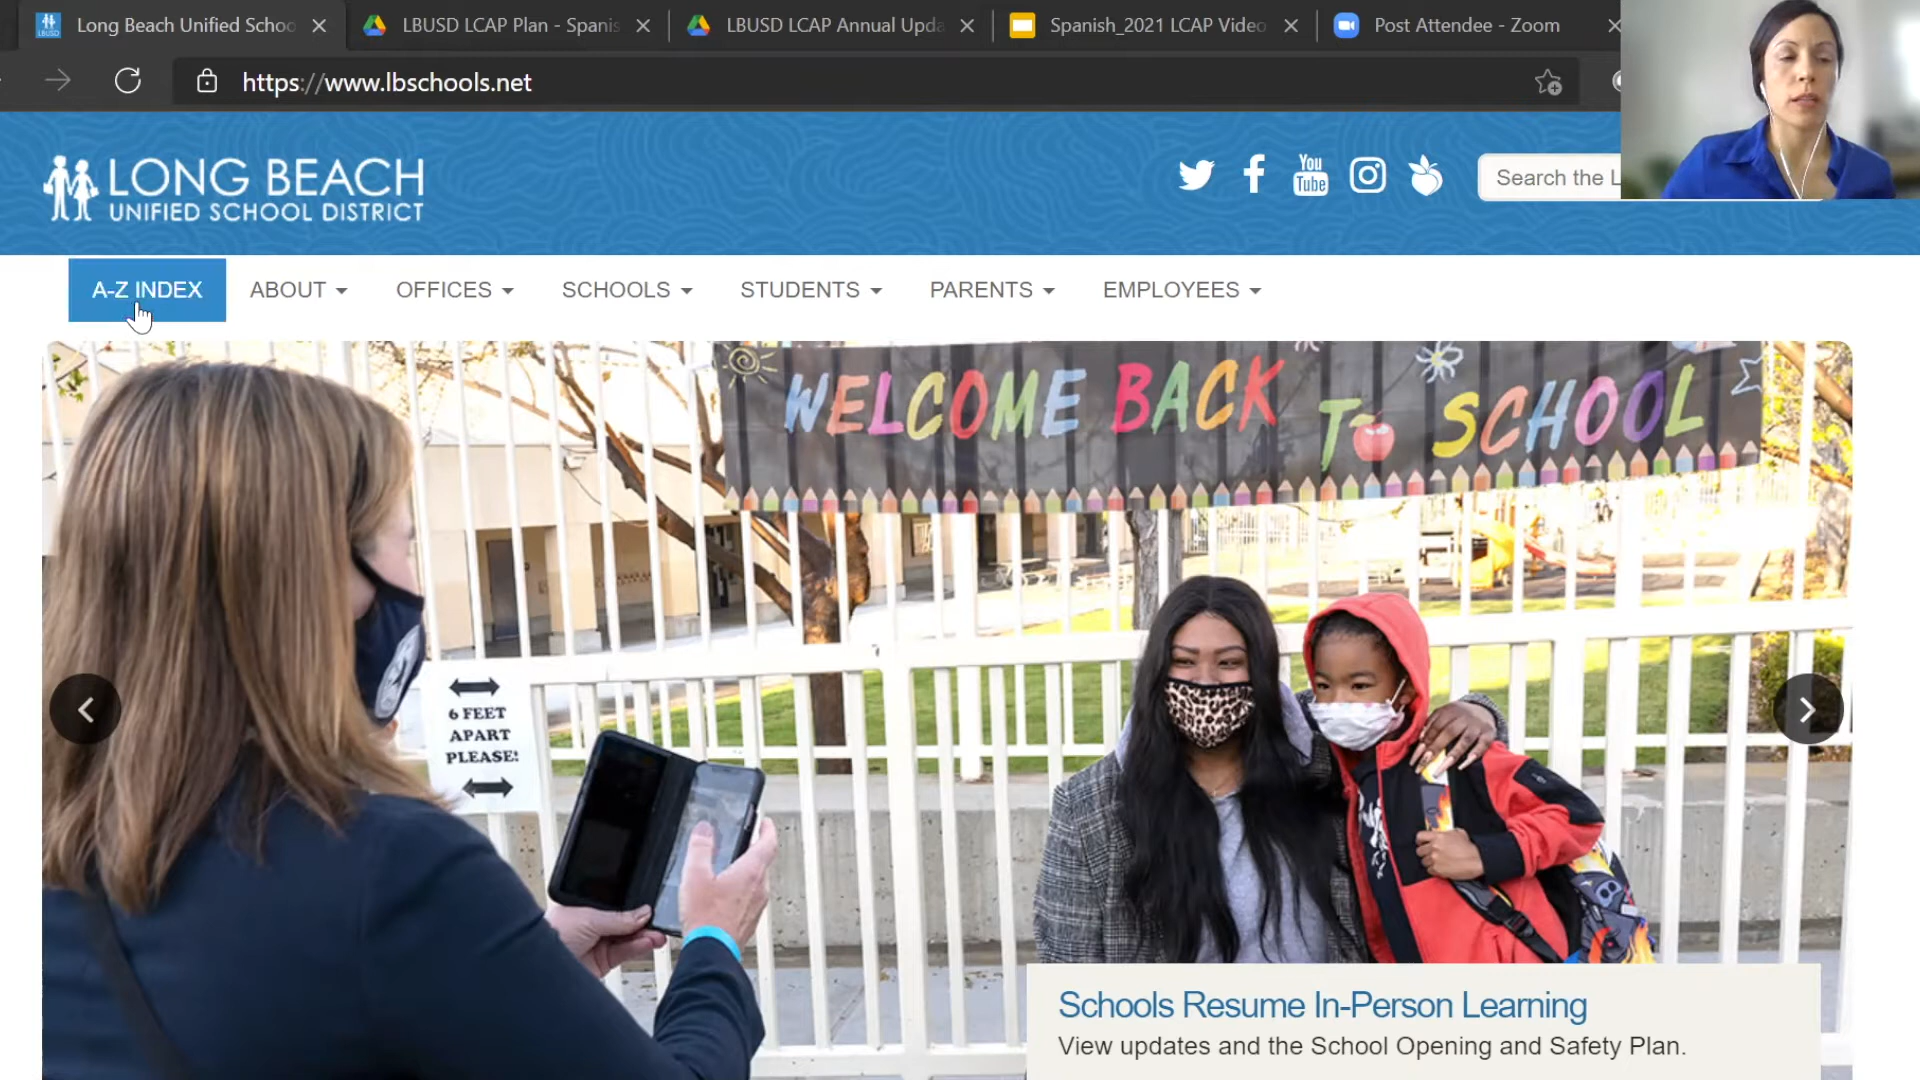 Long Beach Unified Schoo
LBUSD LCAP Plan - Spanis
LBUSD LCAP Annual Upda
Spanish_2021 LCAP Video
Post Attendee - Zoom
https://www.lbschools.net
LONG BEACH
UNIFIED SCHOOL DISTRICT
You
Tube
Search the L
A-Z INDEX
ABOUT
OFFICES
SCHOOLS
STUDENTS
PARENTS
EMPLOYEES
WELCOME BACK TO SCHOOL
6 FEET
APART
PLEASE!
Schools Resume In-Person Learning
View updates and the School Opening and Safety Plan.